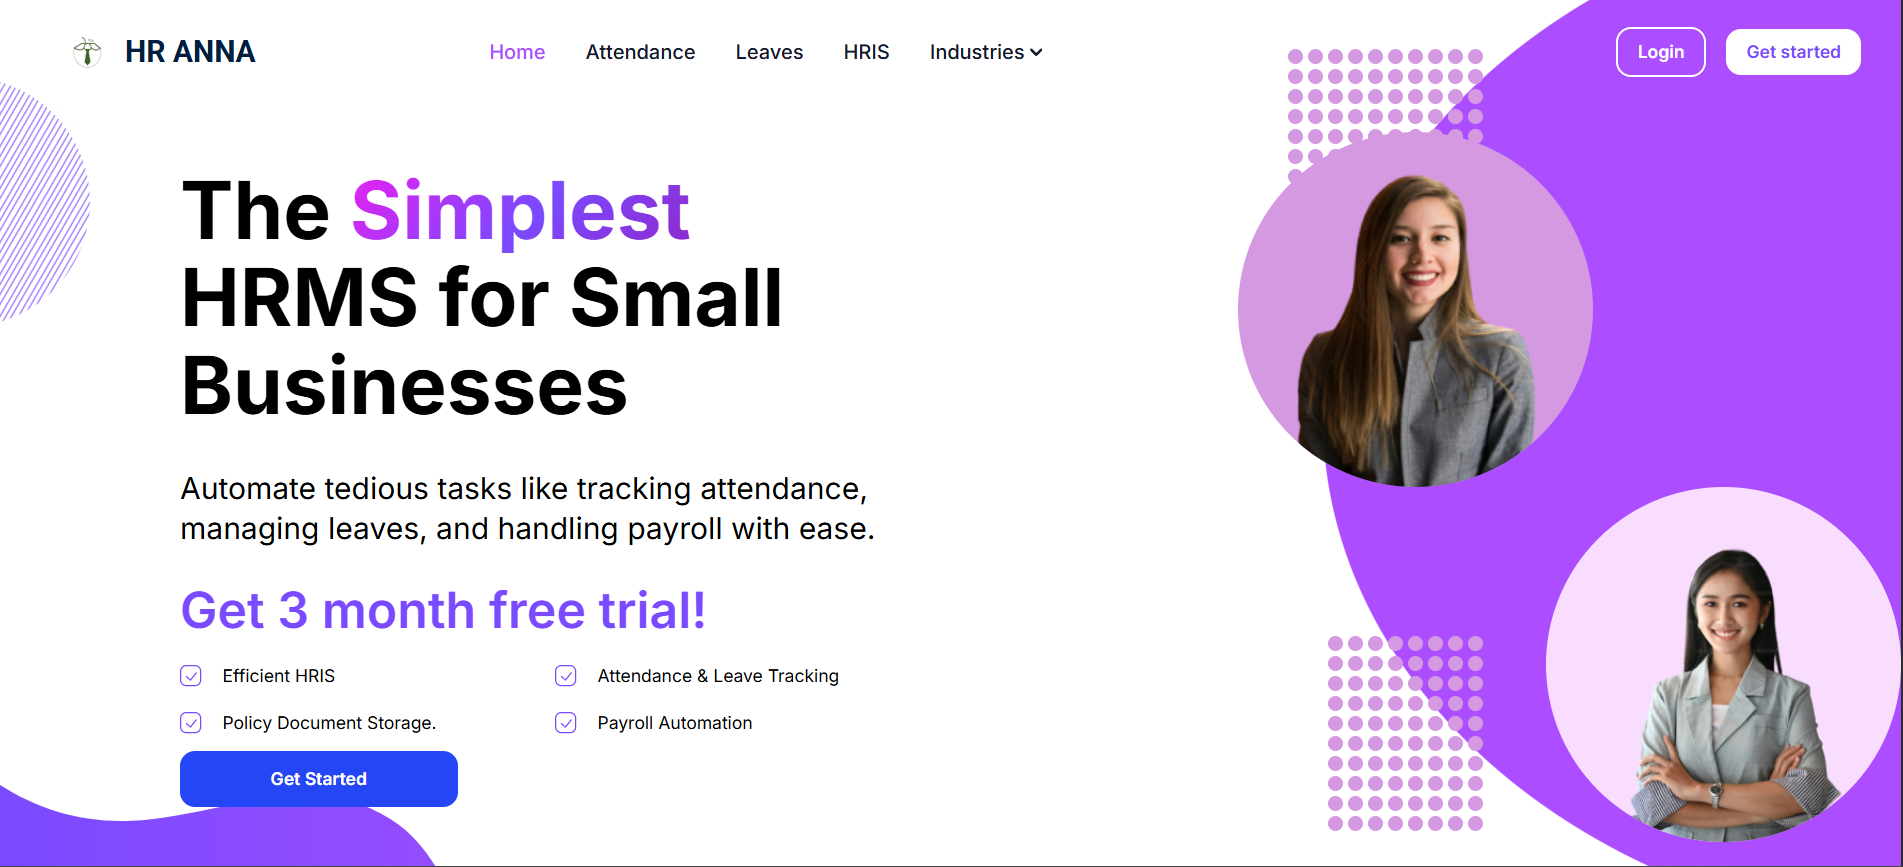 HR ANNA
Home
Attendance
Leaves
HRIS
Industries
Login
Get started
The Simplest
HRMS for Small
Businesses
Automate tedious tasks like tracking attendance,
managing leaves, and handling payroll with ease.
Get 3 month free trial!
Efficient HRIS
Attendance & Leave Tracking
Policy Document Storage.
Payroll Automation
Get Started